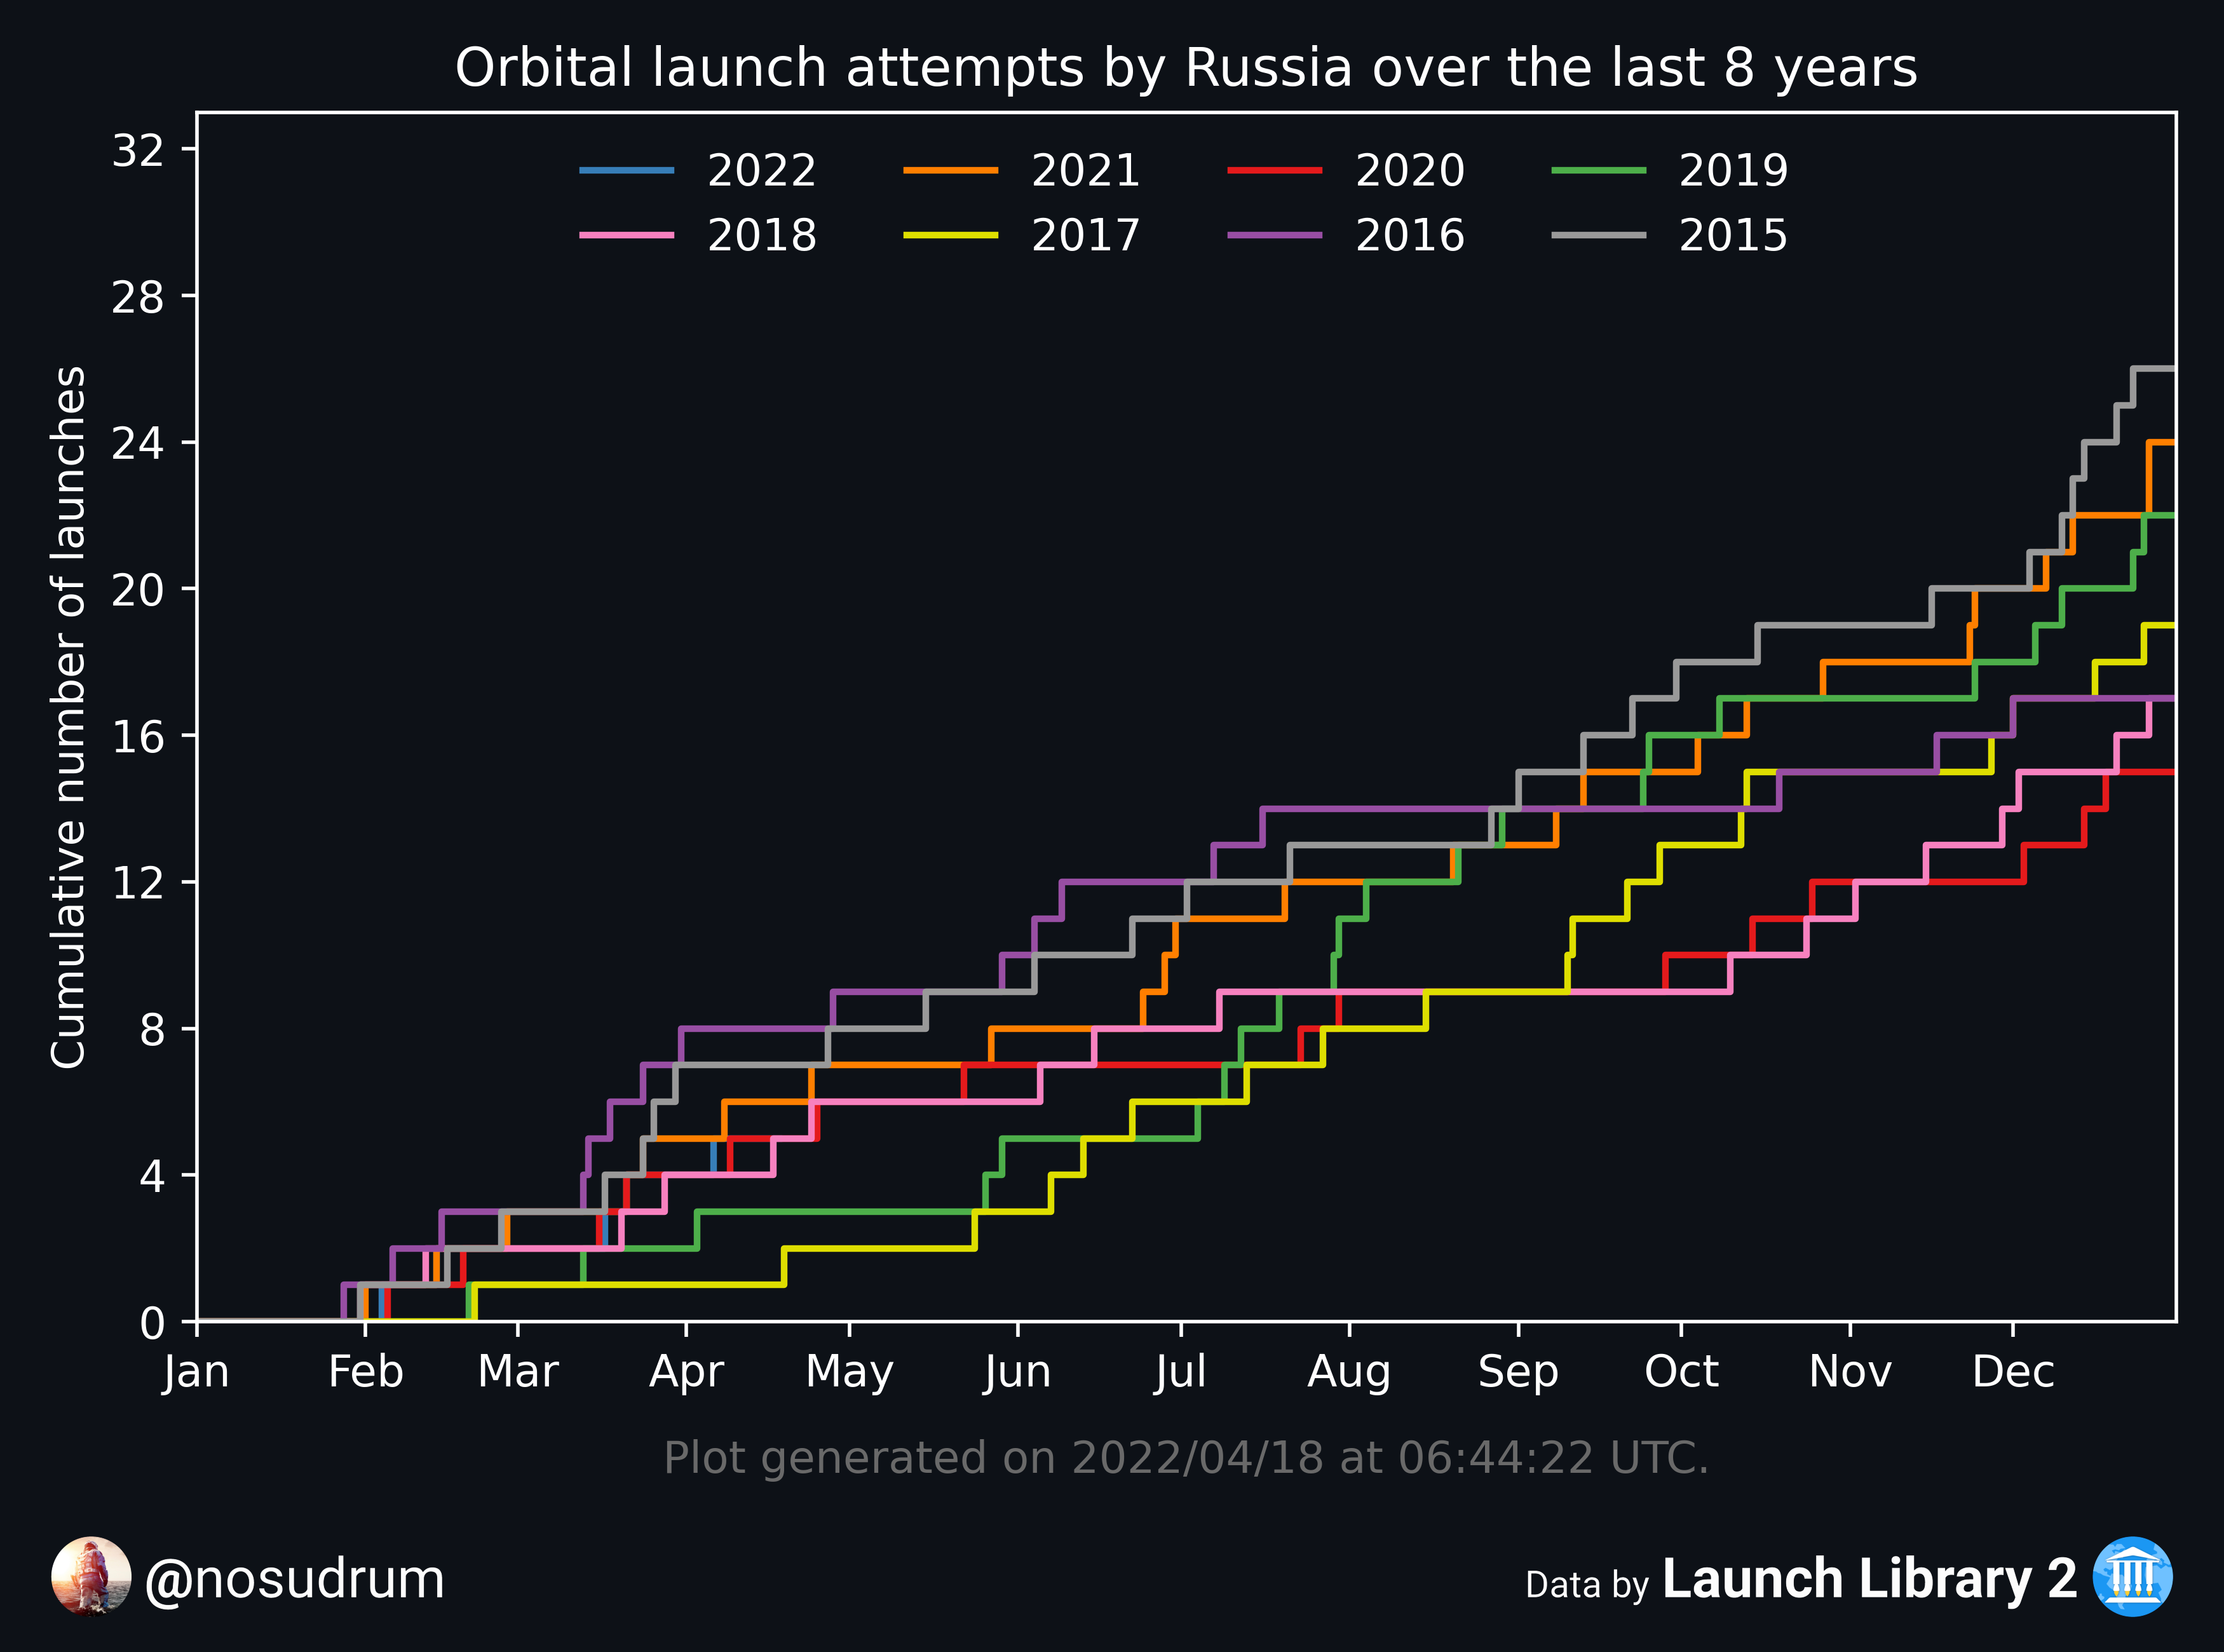 Orbital launch attempts by Russia over the last 8 years
2022 2021 2020 2019
2018 2017 2016 2015
32
28
24
20
16
12
8
4
0
Cumulative number of launches
Jan Feb Mar Apr May Jun Jul Aug Sep Oct Nov Dec
Plot generated on 2022/04/18 at 06:44:22 UTC.
@nosudrum
Data by Launch Library 2